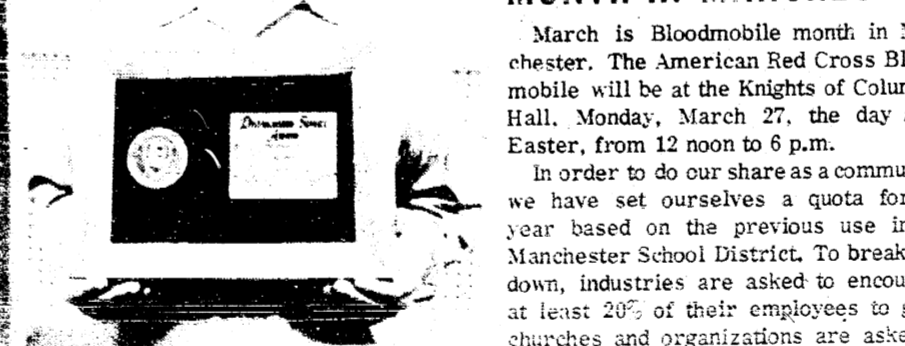 March is Bloodmobile month in
chester. The American Red Cross Bl
mobile will be at the Knights of Colum
Hall. Monday, March 27, the day
Easter, from 12 noon to 6 p.m.
In order to do our share as a commu
we have set ourselves a quota for
year based on the previous use in
Manchester School District. To break
down, industries are asked to encou
at least 20% of their employees to g
churches and organizations are aske